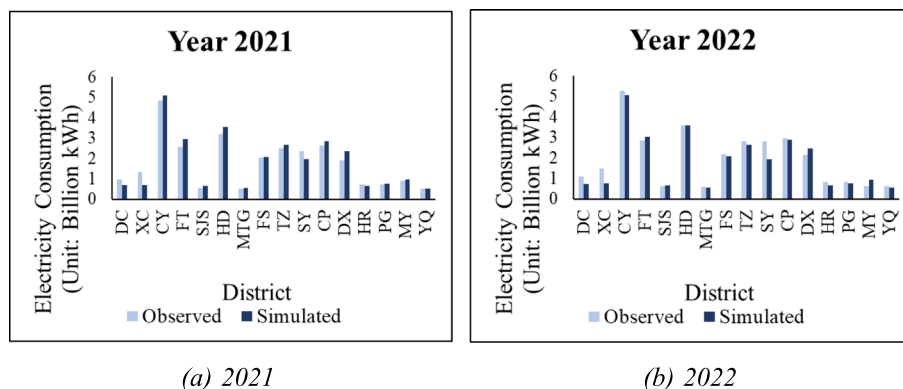 Year 2021
Electricity Consumption
(Unit: Billion kWh)
6
5
4
3
2
1
0
DC XC CY FT SJS HD MTG FS TZ SY CP DX HR PG MY YQ
District
Observed Simulated
(a) 2021
Year 2022
Electricity Consumption
(Unit: Billion kWh)
6
5
4
3
2
1
0
DC XC CY FT SJS HD MTG FS TZ SY CP DX HR PG MY YQ
District
Observed Simulated
(b) 2022